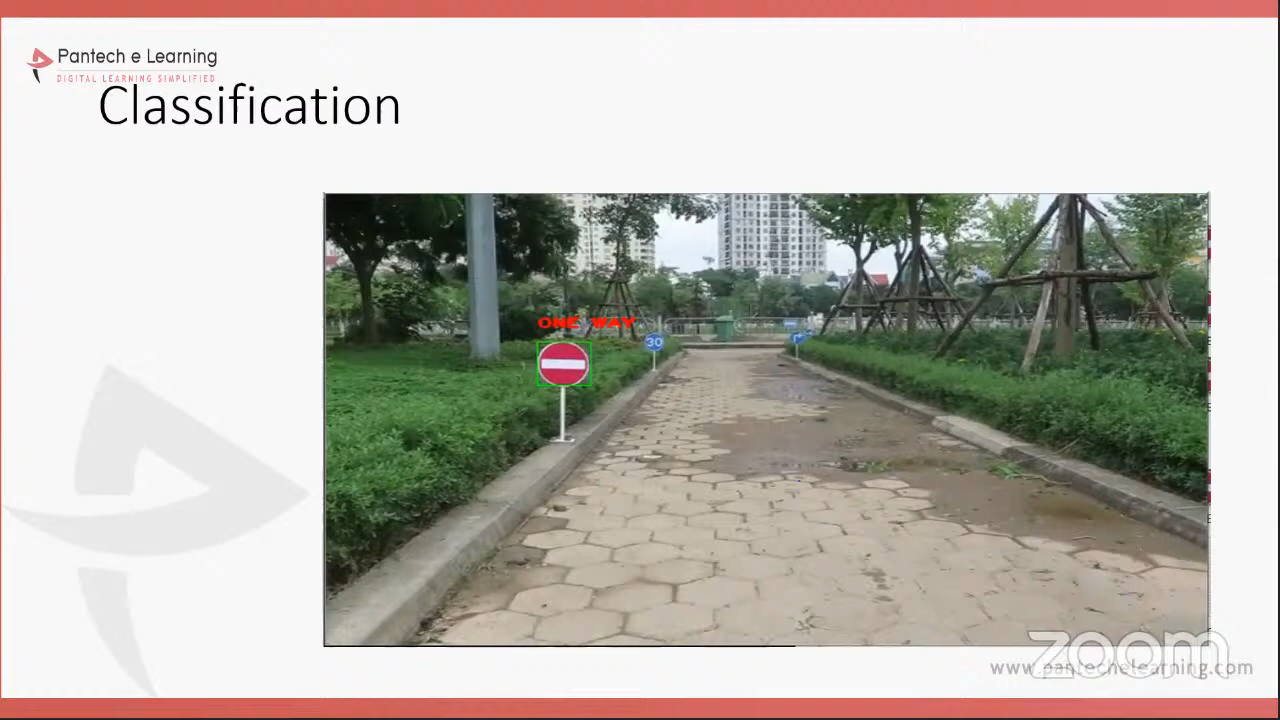 Pantech e Learning
DIGITAL LEARNING SIMPLIFIED
Classification
ONE WAY
30
zoom
www.pantechelearning.com